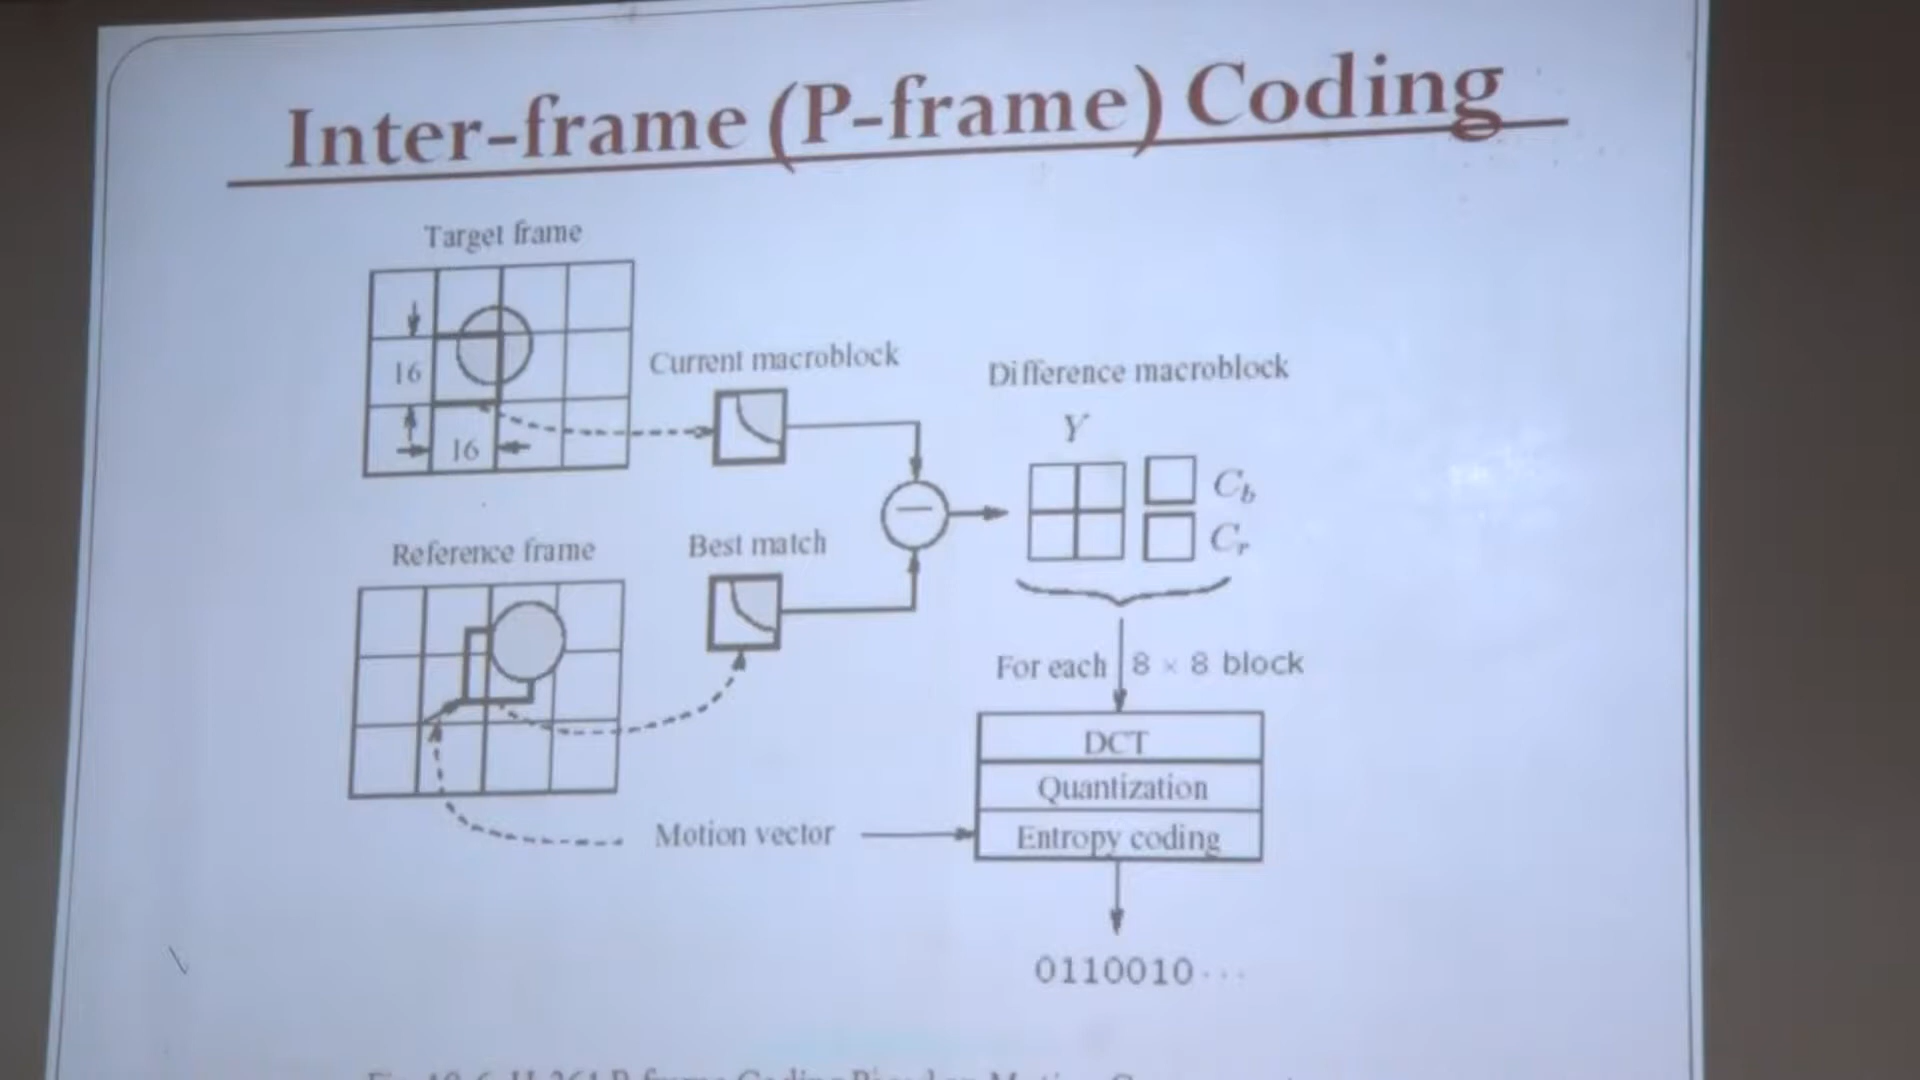 Inter-frame (P-frame) Coding
Target frame
16
16
Current macroblock
Difference macroblock
Y
Cb
Cr
Reference frame
Best match
For each 8 × 8 block
DCT
Quantization
Motion vector
Entropy coding
0110010 ...